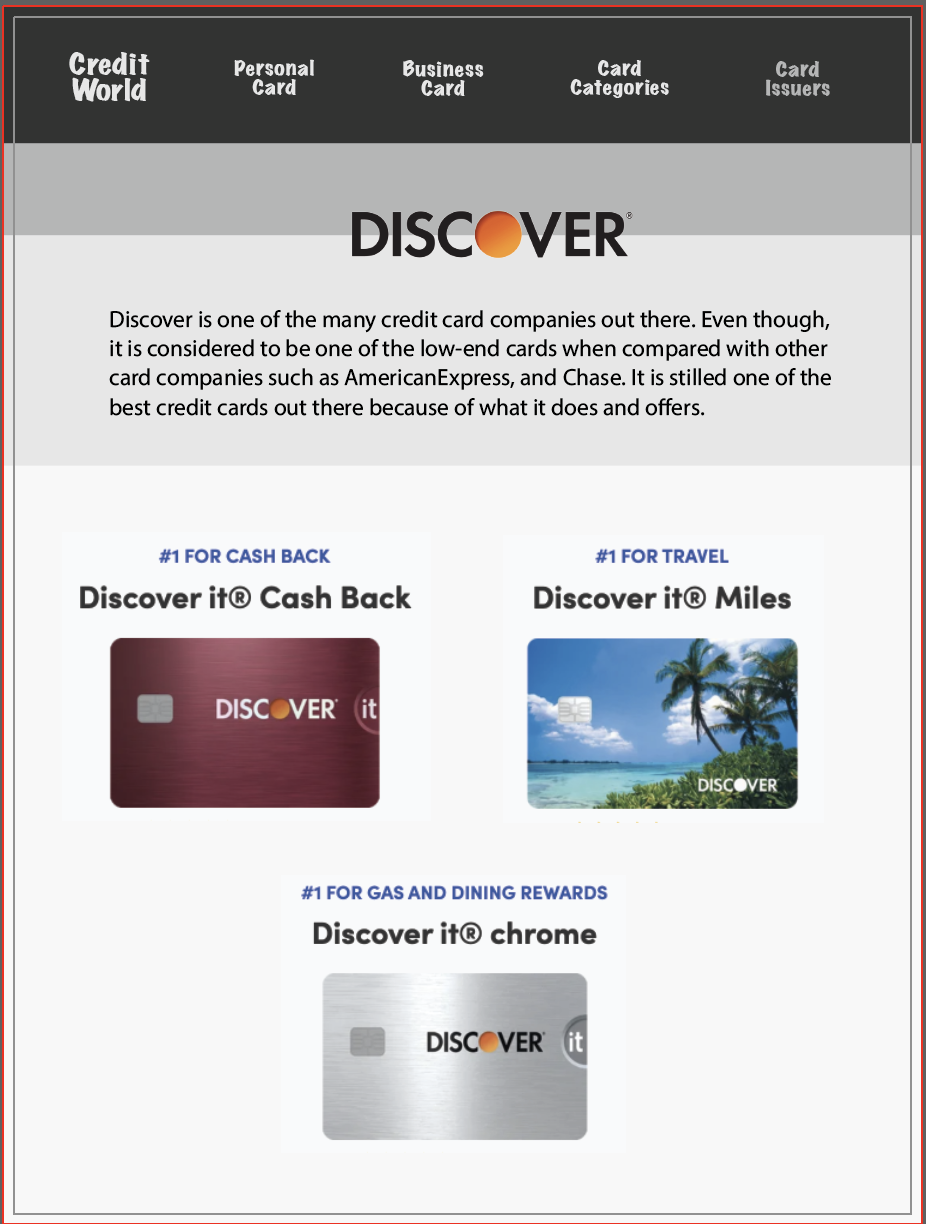 Credit World
Personal Card
Business Card
Card Categories
Card Issuers
DISCOVER®
Discover is one of the many credit card companies out there. Even though,
it is considered to be one of the low-end cards when compared with other
card companies such as AmericanExpress, and Chase. It is stilled one of the
best credit cards out there because of what it does and offers.
#1 FOR CASH BACK
Discover it® Cash Back
DISCOVER it
#1 FOR TRAVEL
Discover it® Miles
DISCOVER
#1 FOR GAS AND DINING REWARDS
Discover it® chrome
DISCOVER it